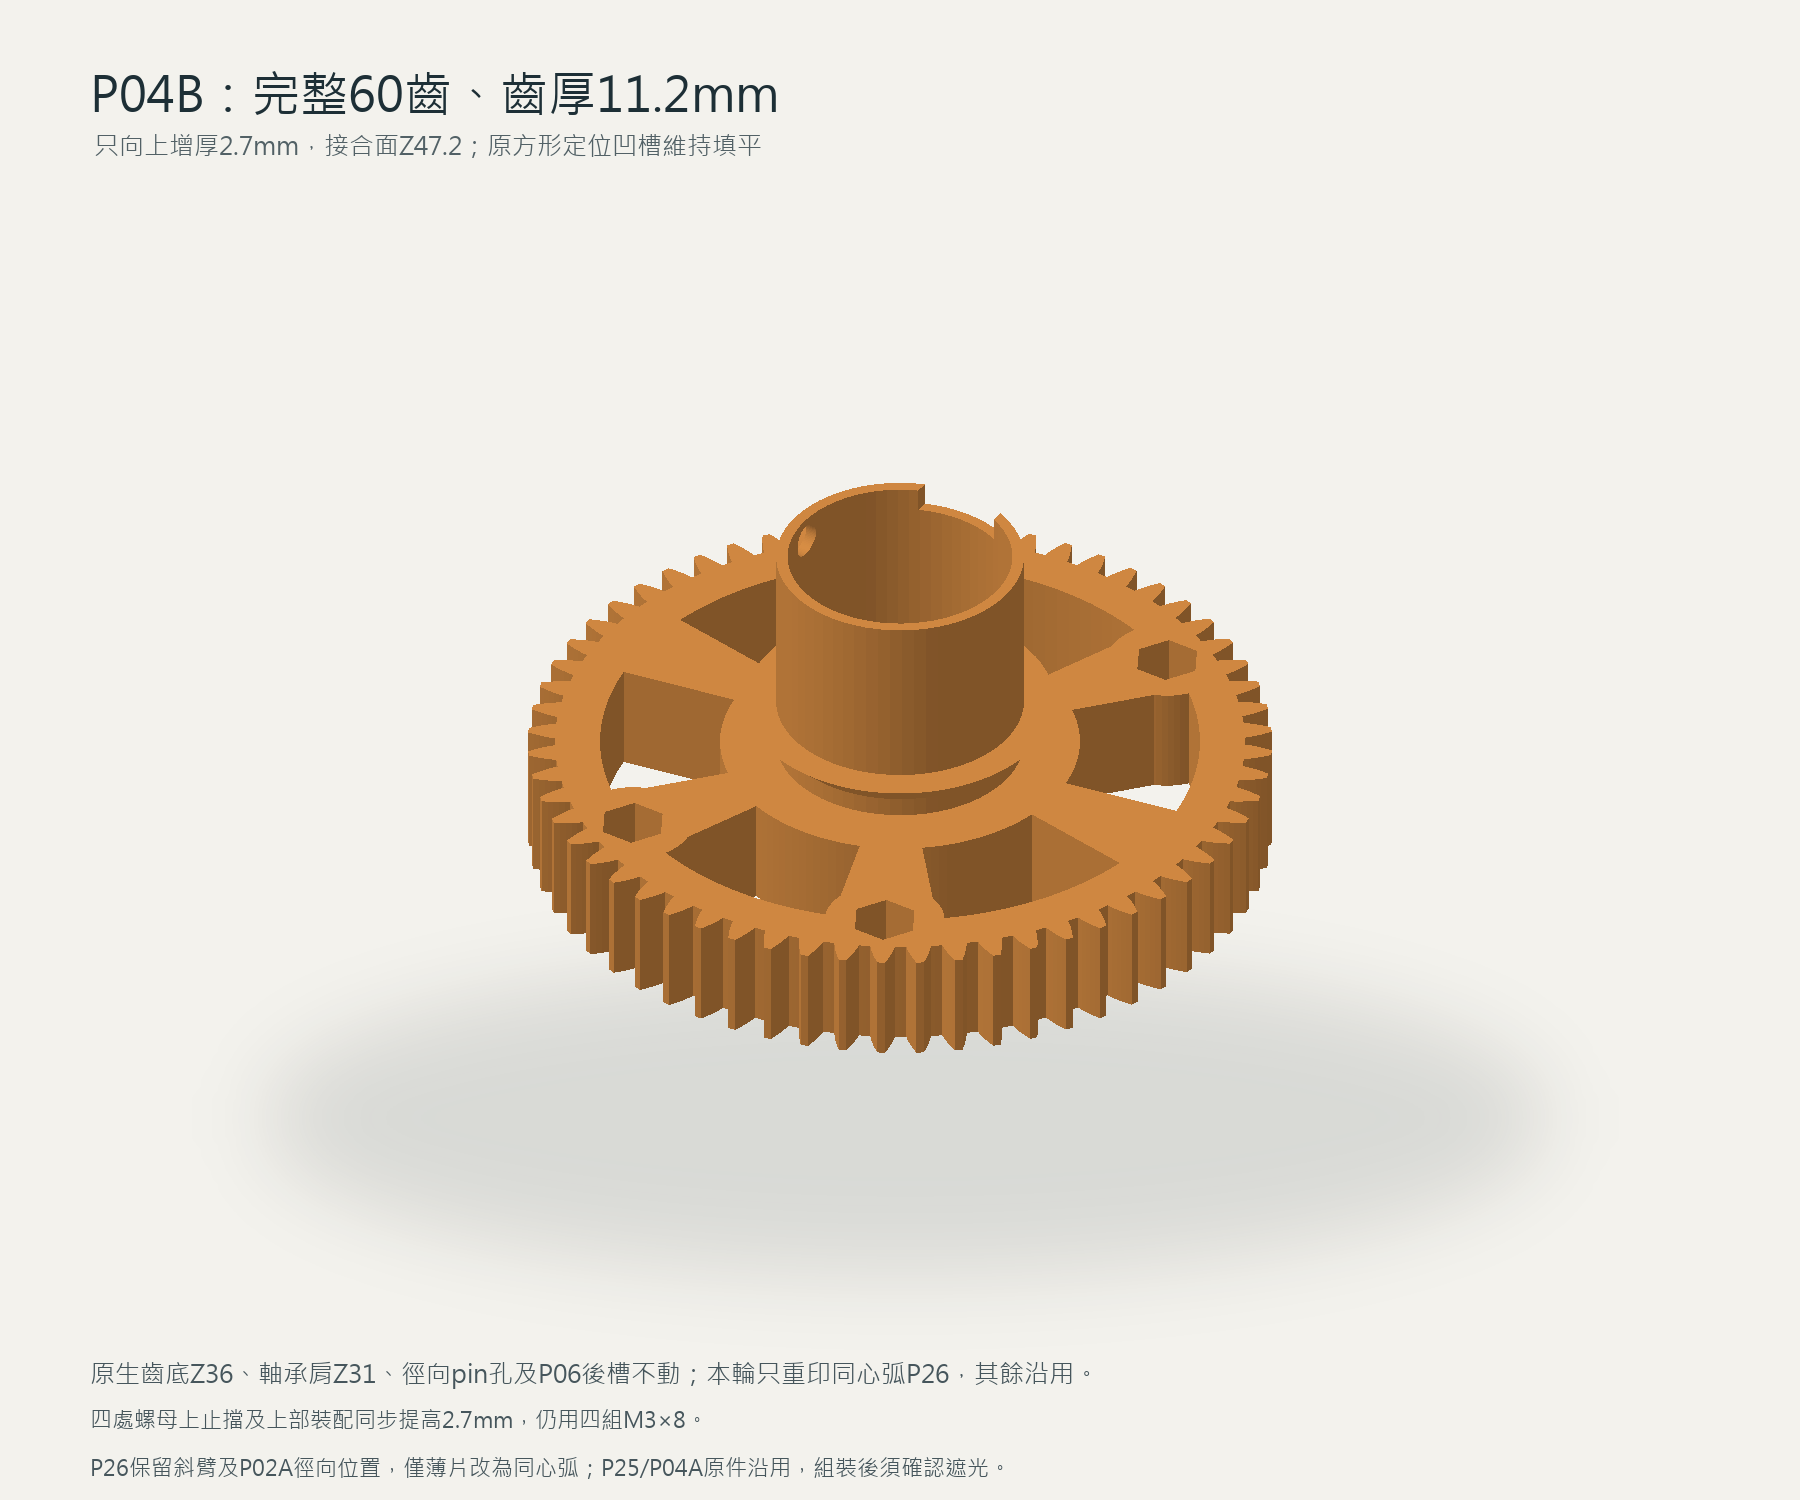 P04B：完整60齒、齒厚11.2mm
只向上增厚2.7mm，接合面Z47.2；原方形定位凹槽維持填平
原生齒底Z36、軸承肩Z31、徑向pin孔及P06後槽不動；本輪只重印同心弧P26，其餘沿用。
四處螺母上止擋及上部裝配同步提高2.7mm，仍用四組M3×8。
P26保留斜臂及P02A徑向位置，僅薄片改為同心弧；P25/P04A原件沿用，組裝後須確認遮光。